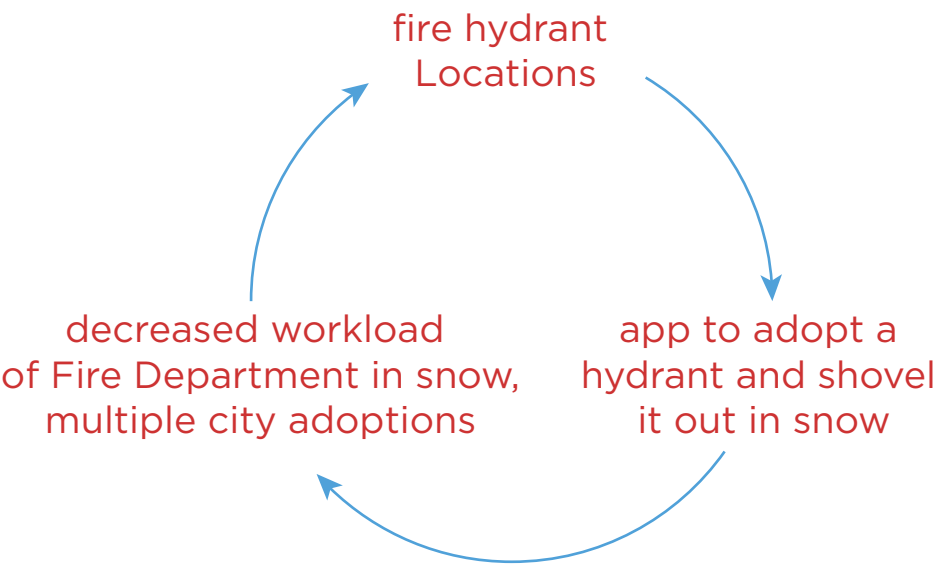 fire hydrant
Locations
decreased workload
of Fire Department in snow,
multiple city adoptions
app to adopt a
hydrant and shovel
it out in snow